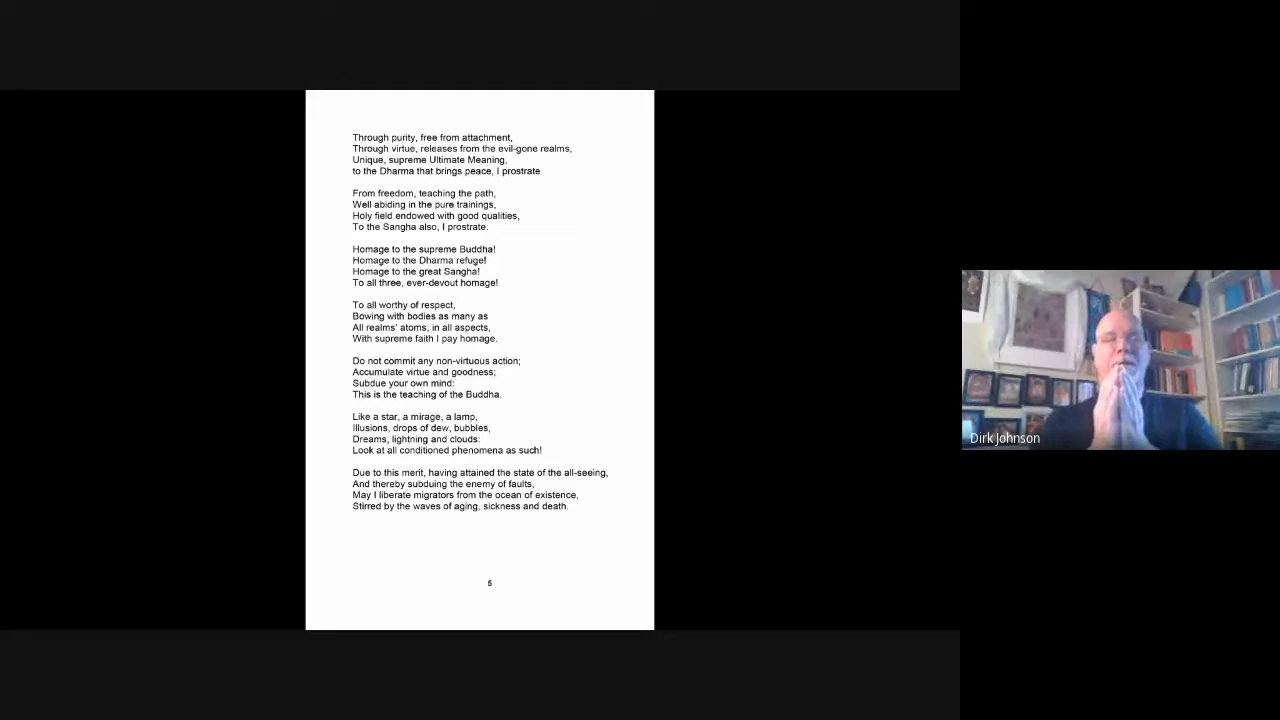 Through purity, free from attachment,
Through virtue, releases from the evil-gone realms,
Unique, supreme Ultimate Meaning,
to the Dharma that brings peace, I prostrate
From freedom, teaching the path,
Well abiding in the pure trainings,
Holy field endowed with good qualities,
To the Sangha also, I prostrate.
Homage to the supreme Buddha!
Homage to the Dharma refuge!
Homage to the great Sangha!
To all three, ever-devout homage!
To all worthy of respect,
Bowing with bodies as many as
All realms' atoms, in all aspects,
With supreme faith I pay homage.
Do not commit any non-virtuous action;
Accumulate virtue and goodness;
Subdue your own mind:
This is the teaching of the Buddha.
Like a star, a mirage, a lamp,
Illusions, drops of dew, bubbles,
Dreams, lightning and clouds:
Look at all conditioned phenomena as such!
Due to this merit, having attained the state of the all-seeing,
And thereby subduing the enemy of faults,
May I liberate migrators from the ocean of existence,
Stirred by the waves of aging, sickness and death.
5
Dirk Johnson